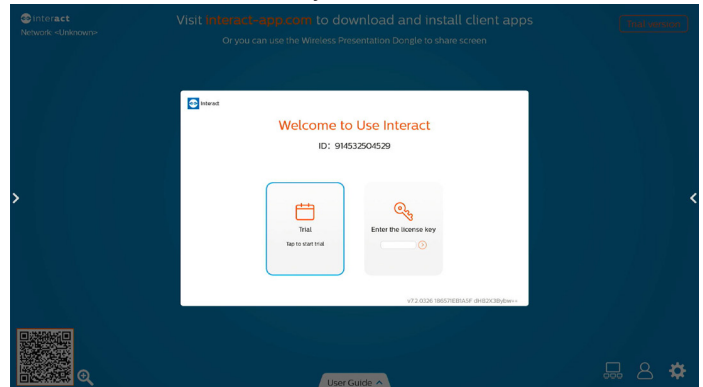 interact
Network <Unknown>
Visit interact-app.com to download and install client apps
Or you can use the Wireless Presentation Dongle to share screen
Trial version
Interact
Welcome to Use Interact
ID: 914532504529
Trial
Tap to start trial
Enter the license key
User Guide